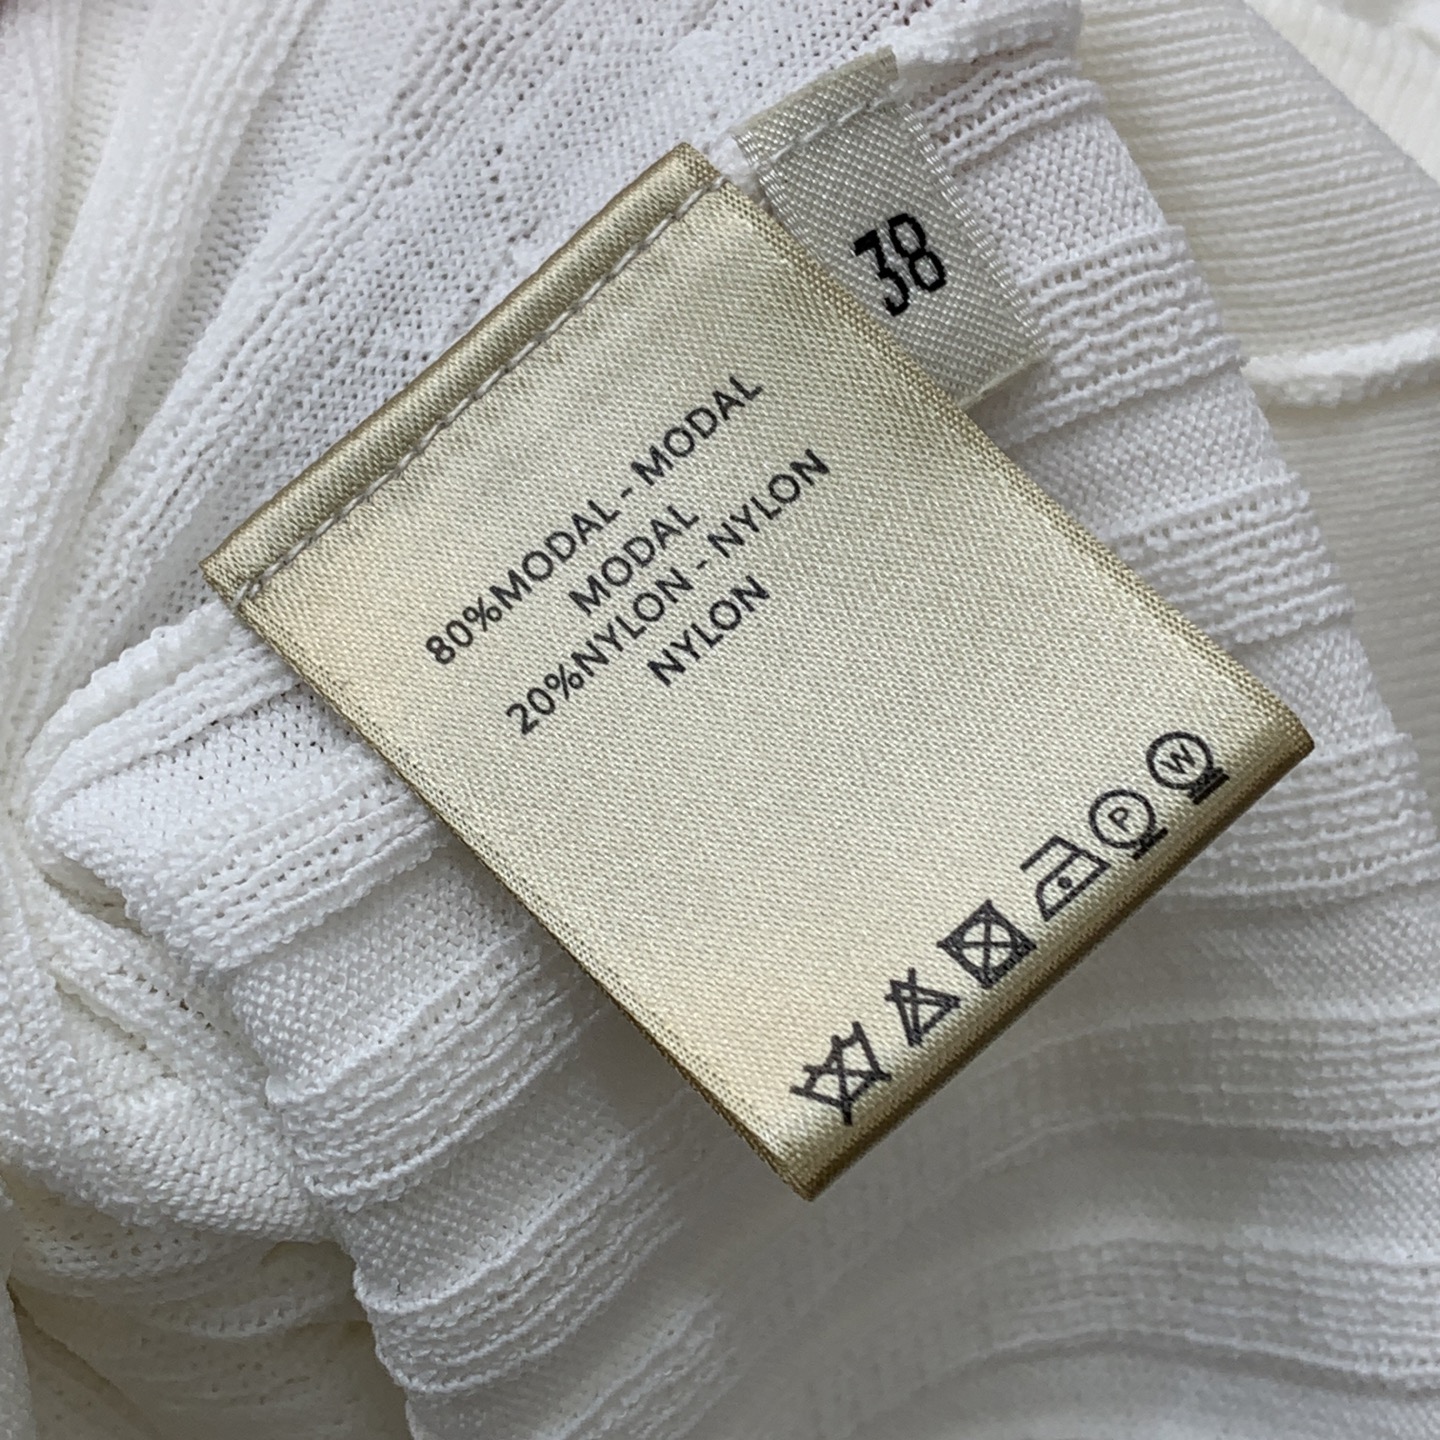 38
80%MODAL - MODAL
MODAL
20%NYLON - NYLON
NYLON
P
W